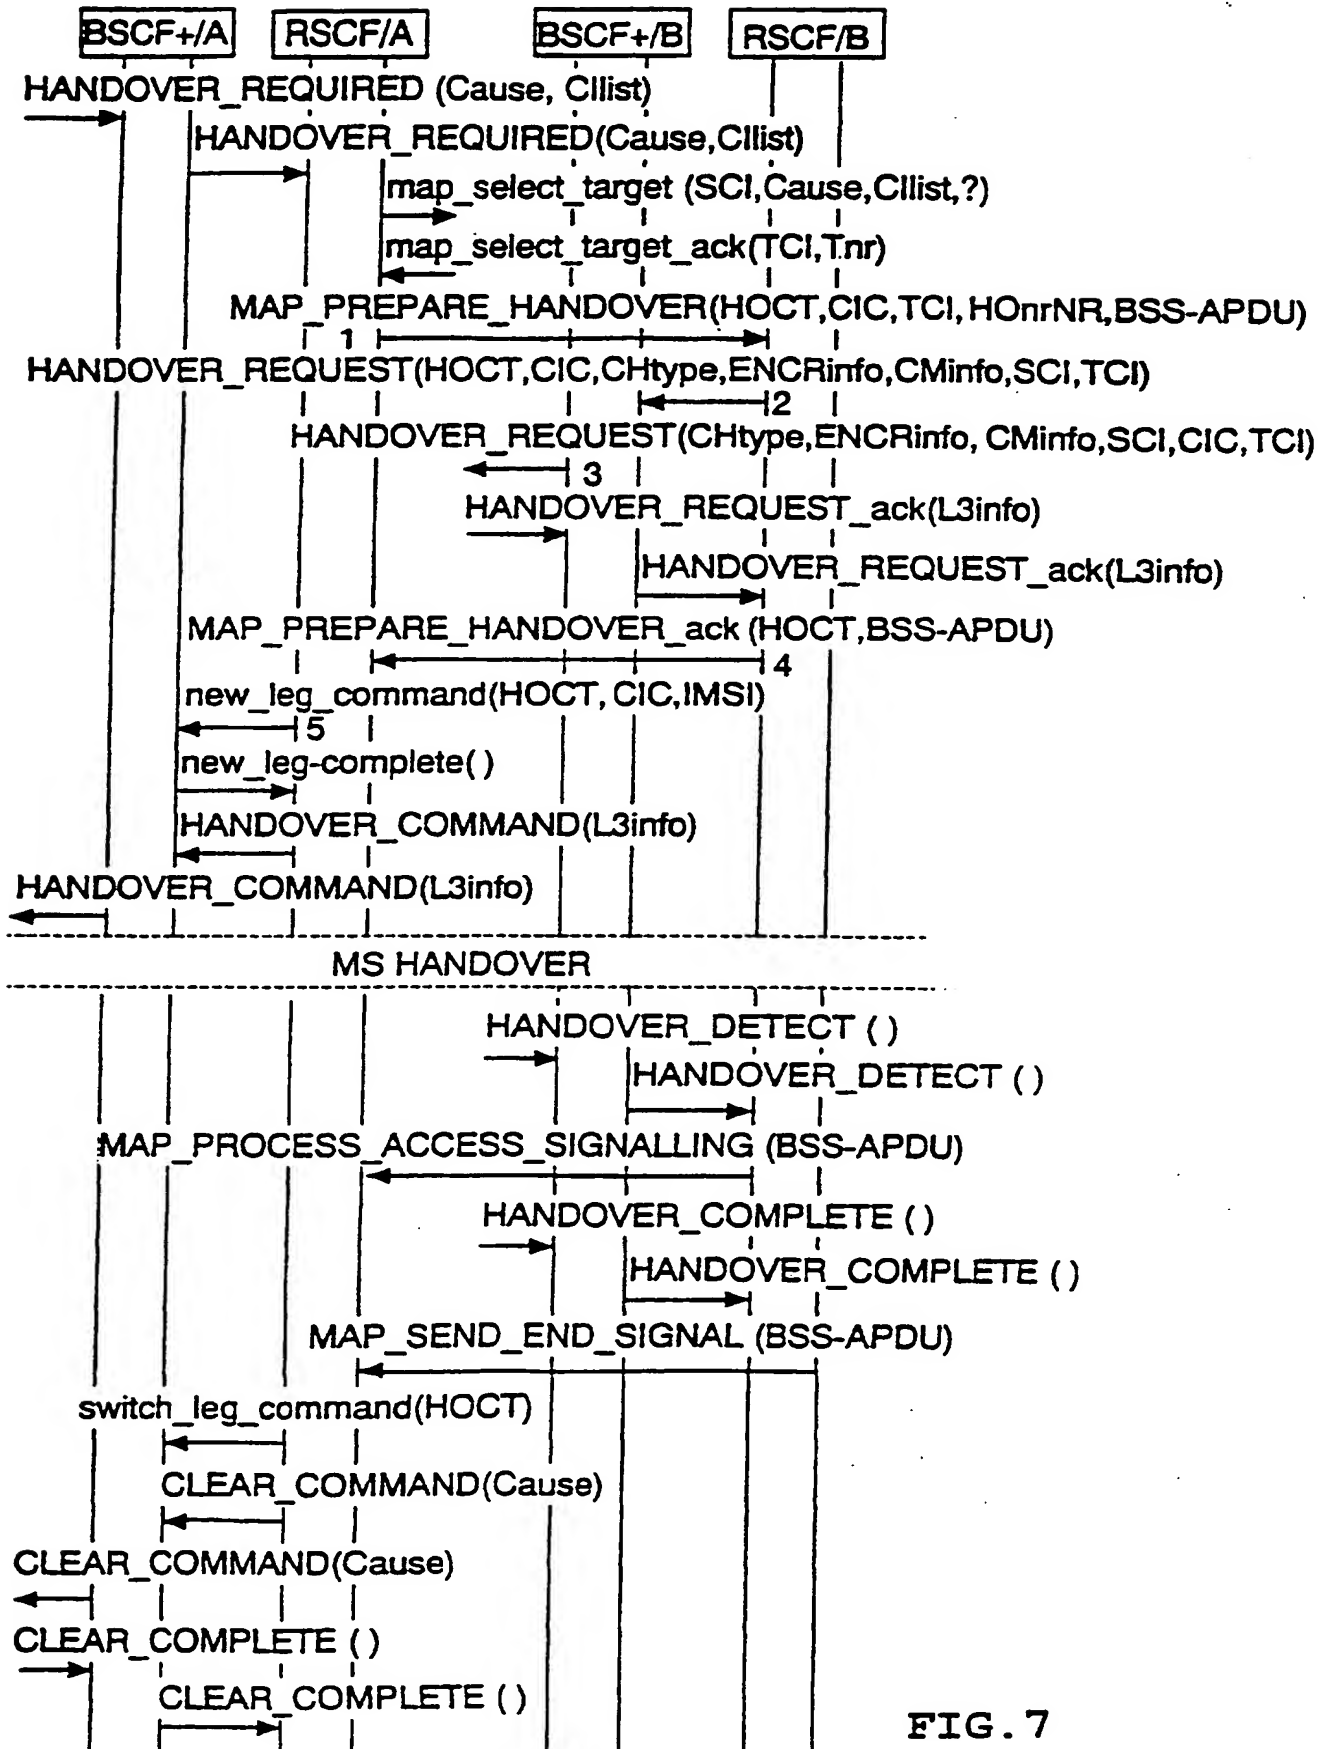 BSCF+/A RSCF/A BSCF+/B RSCF/B
HANDOVER_REQUIRED (Cause, CIlist)
HANDOVER_REQUIRED(Cause,CIlist)
map_select_target (SCI,Cause,CIlist,?)
map_select_target_ack(TCI,Tnr)
MAP_PREPARE_HANDOVER(HOCT,CIC,TCI,HOnrNR,BSS-APDU)
1
HANDOVER_REQUEST(HOCT,CIC,CHtype,ENCRinfo,CMinfo,SCI,TCI)
2
HANDOVER_REQUEST(CHtype,ENCRinfo, CMinfo,SCI,CIC,TCI)
3
HANDOVER_REQUEST_ack(L3info)
HANDOVER_REQUEST_ack(L3info)
MAP_PREPARE_HANDOVER_ack (HOCT,BSS-APDU)
4
new_leg_command(HOCT, CIC,IMSI)
5
new_leg-complete( )
HANDOVER_COMMAND(L3info)
HANDOVER_COMMAND(L3info)
MS HANDOVER
HANDOVER_DETECT ( )
HANDOVER_DETECT ( )
MAP_PROCESS_ACCESS_SIGNALLING (BSS-APDU)
HANDOVER_COMPLETE ( )
HANDOVER_COMPLETE ( )
MAP_SEND_END_SIGNAL (BSS-APDU)
switch_leg_command(HOCT)
CLEAR_COMMAND(Cause)
CLEAR_COMMAND(Cause)
CLEAR_COMPLETE ( )
CLEAR_COMPLETE ( )
FIG.7